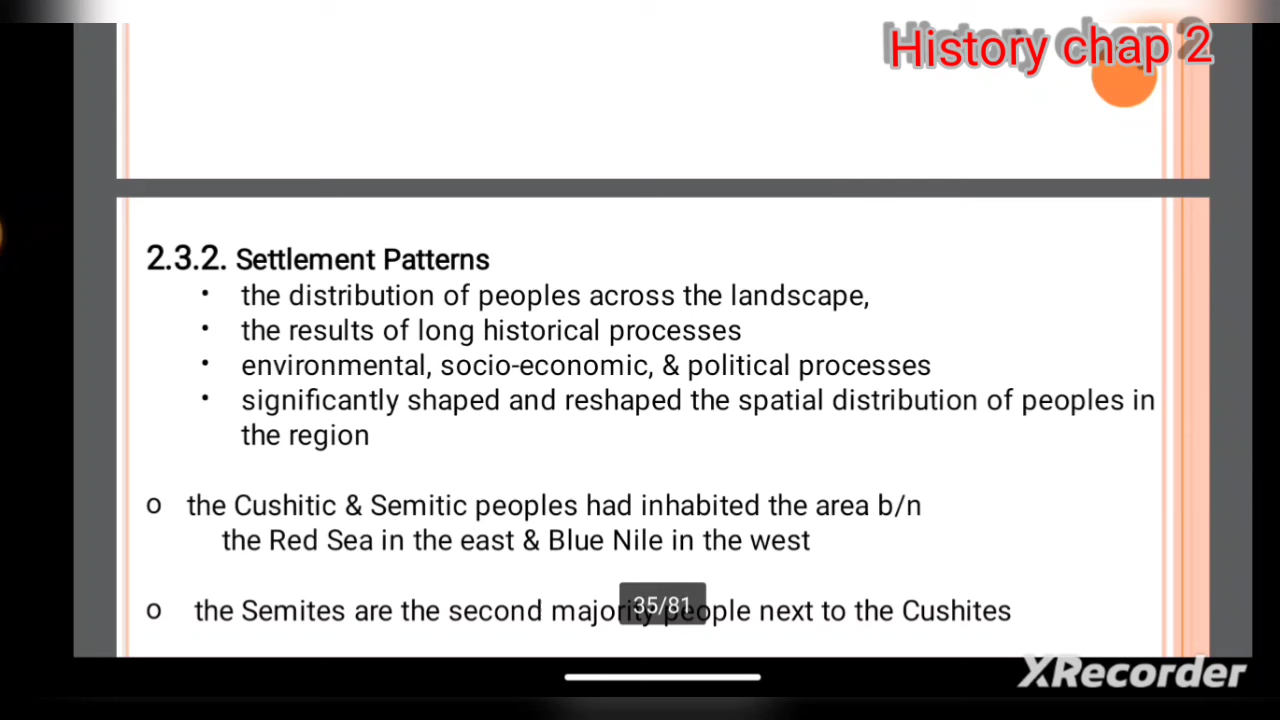 History chap 2
2.3.2. Settlement Patterns
• the distribution of peoples across the landscape,
• the results of long historical processes
• environmental, socio-economic, & political processes
• significantly shaped and reshaped the spatial distribution of peoples in
the region
o the Cushitic & Semitic peoples had inhabited the area b/n
the Red Sea in the east & Blue Nile in the west
o the Semites are the second majority people next to the Cushites
35/81
XRecorder